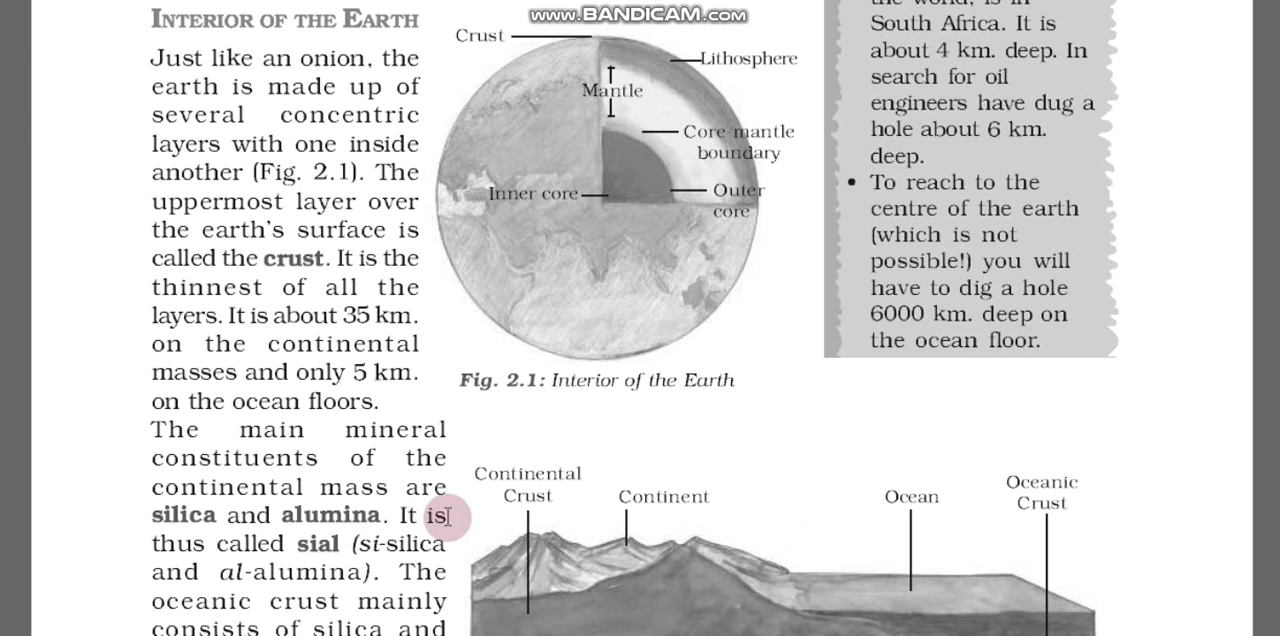 www.BANDICAM.com
INTERIOR OF THE EARTH
Just like an onion, the
earth is made up of
several concentric
layers with one inside
another (Fig. 2.1). The
uppermost layer over
the earth's surface is
called the crust. It is the
thinnest of all the
layers. It is about 35 km.
on the continental
masses and only 5 km.
on the ocean floors.
The main mineral
constituents of the
continental mass are
silica and alumina. It is
thus called sial (si-silica
and al-alumina). The
oceanic crust mainly
consists of silica and
Crust
Lithosphere
Mantle
Core-mantle
boundary
Inner core
Outer
core
Fig. 2.1: Interior of the Earth
Continental
Crust
Continent
Ocean
Oceanic
Crust
the world, is in
South Africa. It is
about 4 km. deep. In
search for oil
engineers have dug a
hole about 6 km.
deep.
• To reach to the
centre of the earth
(which is not
possible!) you will
have to dig a hole
6000 km. deep on
the ocean floor.